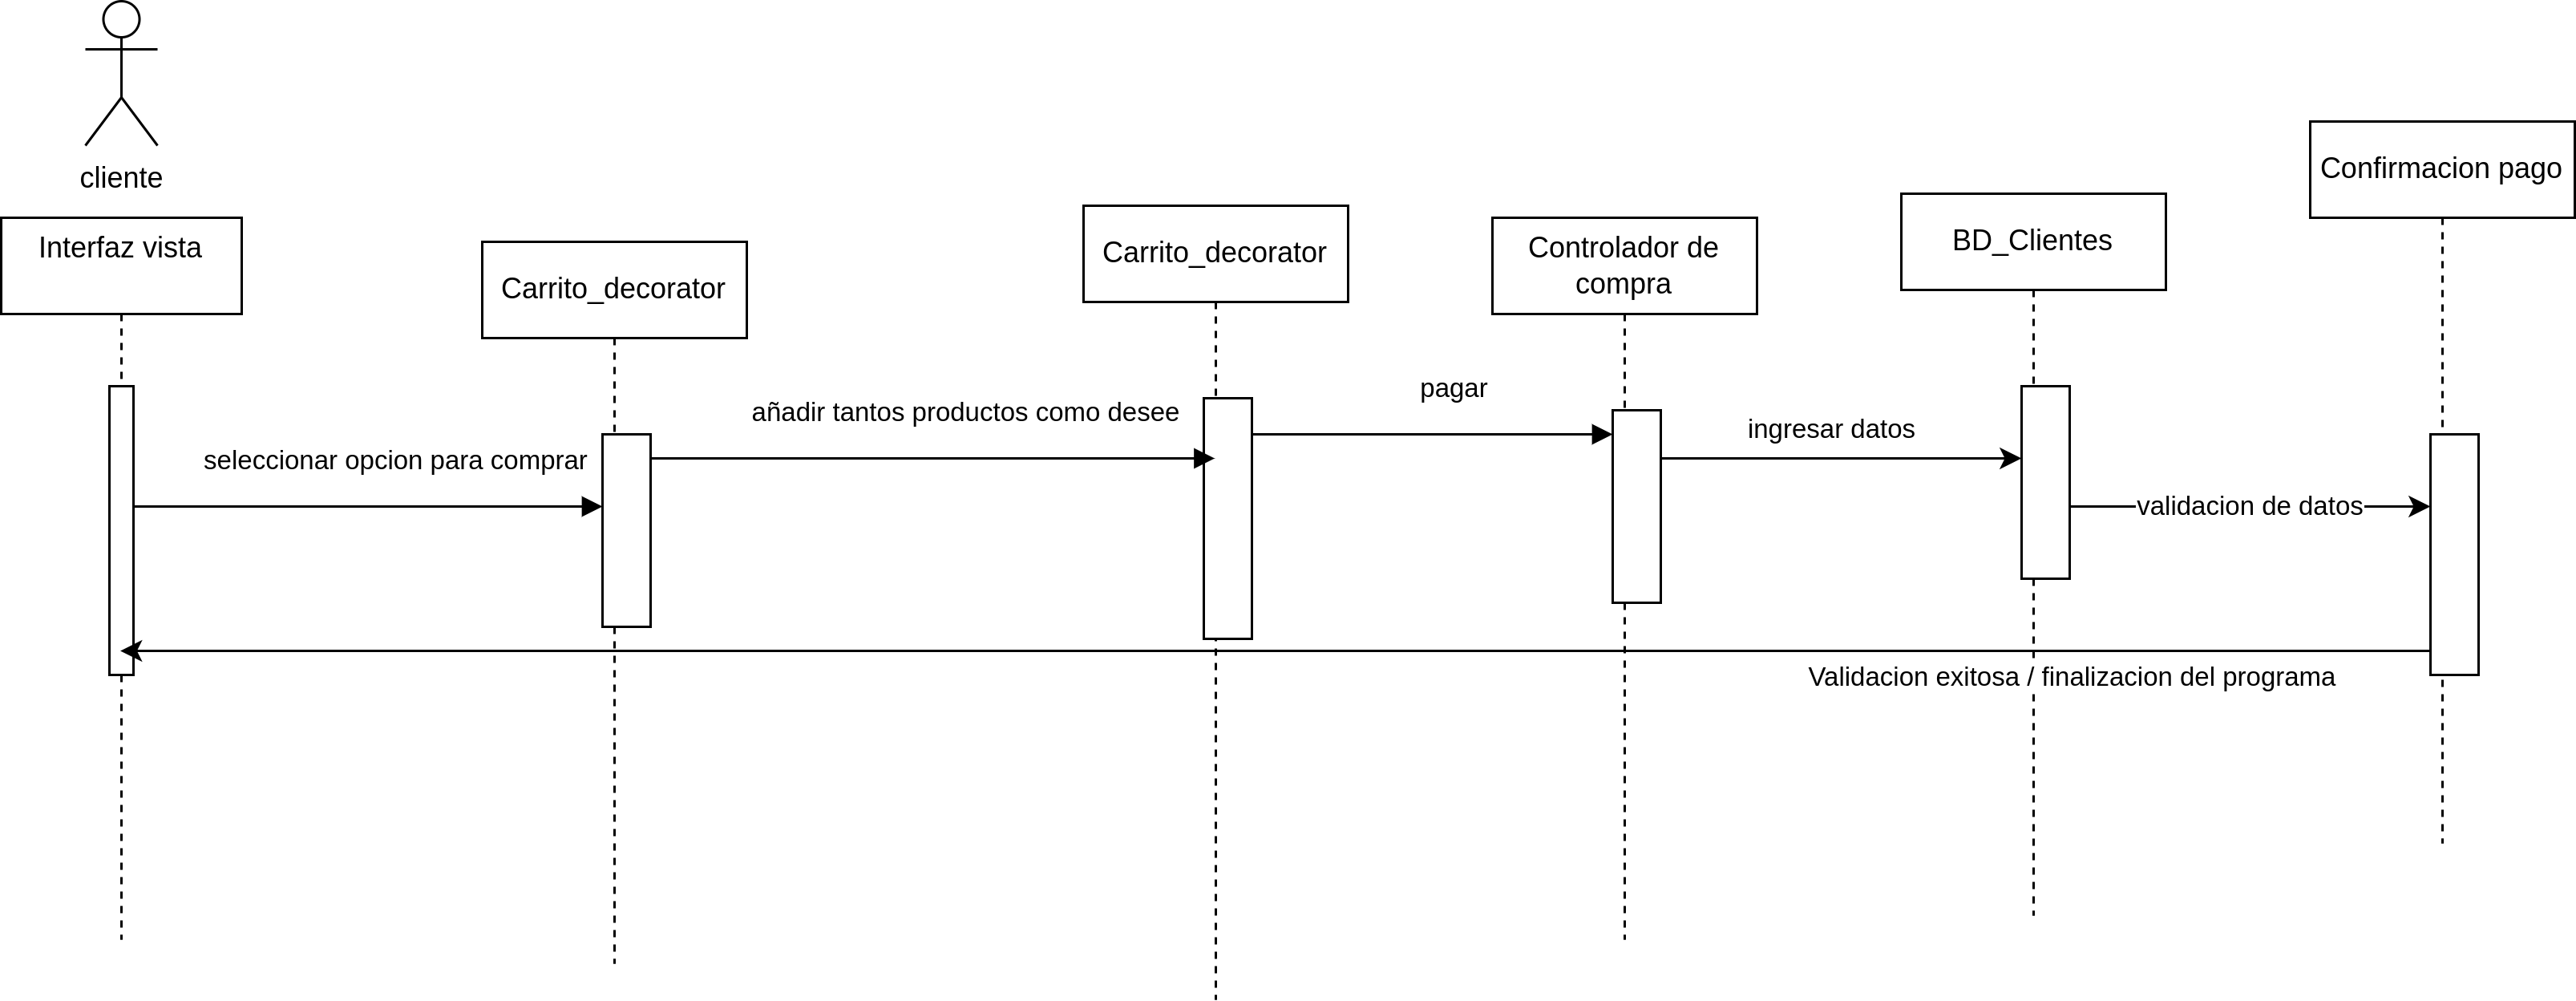 cliente
Interfaz vista
Carrito_decorator
Carrito_decorator
Controlador de
compra
BD_Clientes
Confirmacion pago
seleccionar opcion para comprar
añadir tantos productos como desee
pagar
ingresar datos
validacion de datos
Validacion exitosa / finalizacion del programa